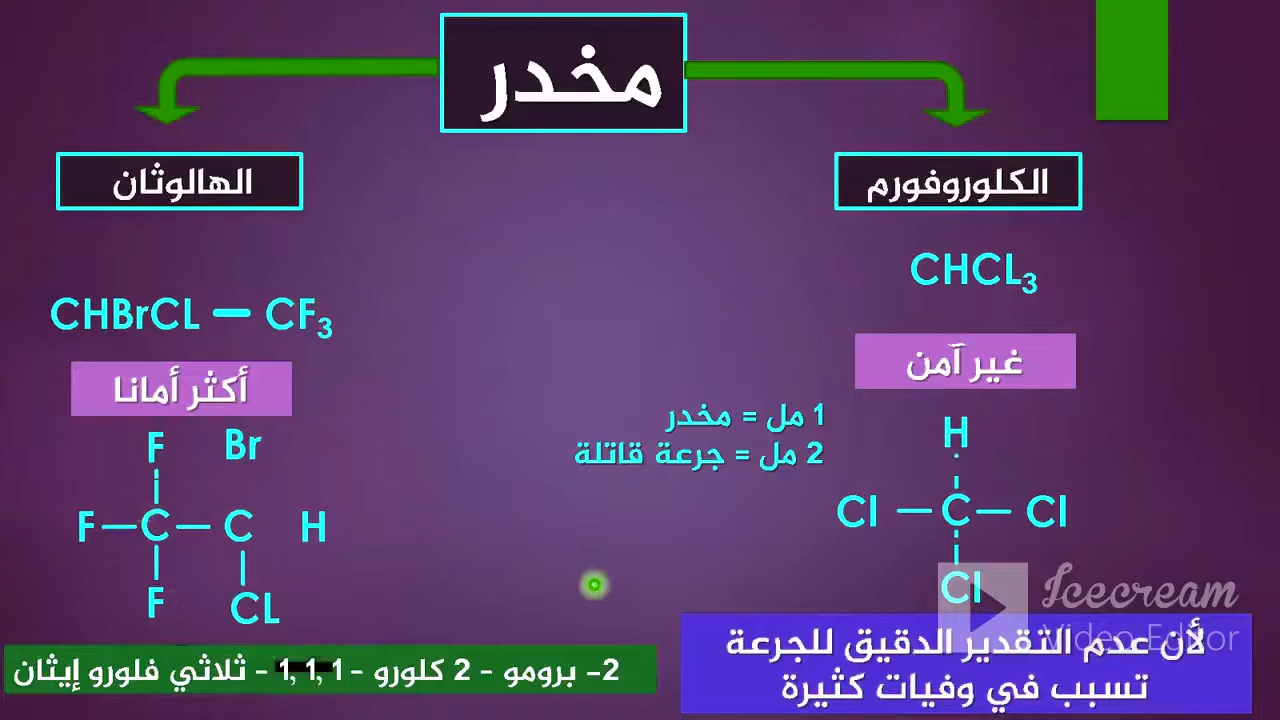 مخدر
الكلوروفورم
الهالوثان
CHCL₃
CHBrCL — CF₃
غير آمن
أكثر أمانا
1 مل = مخدر
2 مل = جرعة قاتلة
H
Cl — C — Cl
Cl
F Br
F — C — C H
F CL
Icecream
Video Editor
لأن عدم التقدير الدقيق للجرعة
تسبب في وفيات كثيرة
2- برومو - 2 كلورو - 1, 1, 1 - ثلاثي فلورو إيثان